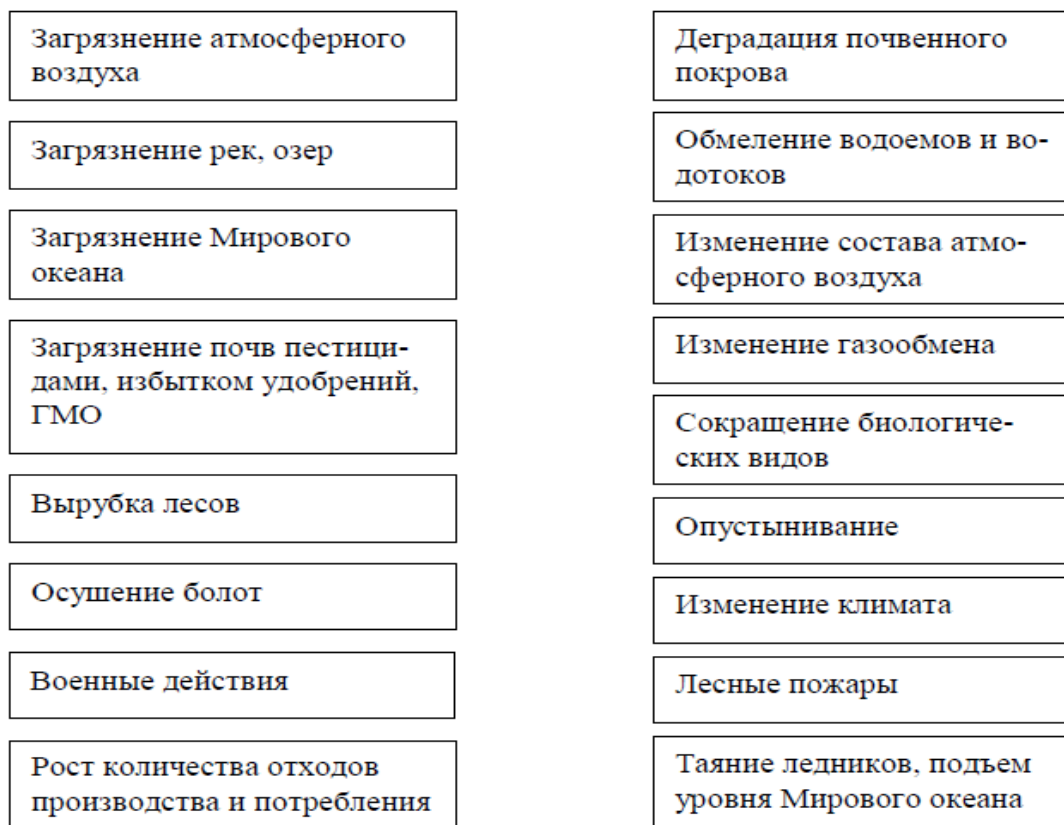 Загрязнение атмосферного
воздуха
Загрязнение рек, озер
Загрязнение Мирового
океана
Загрязнение почв пестици-
дами, избытком удобрений,
ГМО
Вырубка лесов
Осушение болот
Военные действия
Рост количества отходов
производства и потребления
Деградация почвенного
покрова
Обмеление водоемов и во-
дотоков
Изменение состава атмо-
сферного воздуха
Изменение газообмена
Сокращение биологиче-
ских видов
Опустынивание
Изменение климата
Лесные пожары
Таяние ледников, подъем
уровня Мирового океана